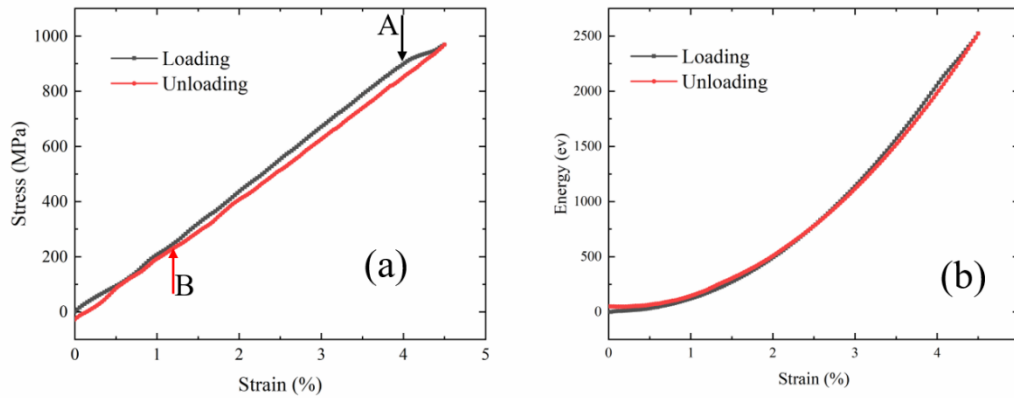 A
1000
800
600
400
200
0
Stress (MPa)
Loading
Unloading
B
(a)
0 1 2 3 4 5
Strain (%)
2500
2000
1500
1000
500
0
Energy (ev)
Loading
Unloading
(b)
0 1 2 3 4
Strain (%)